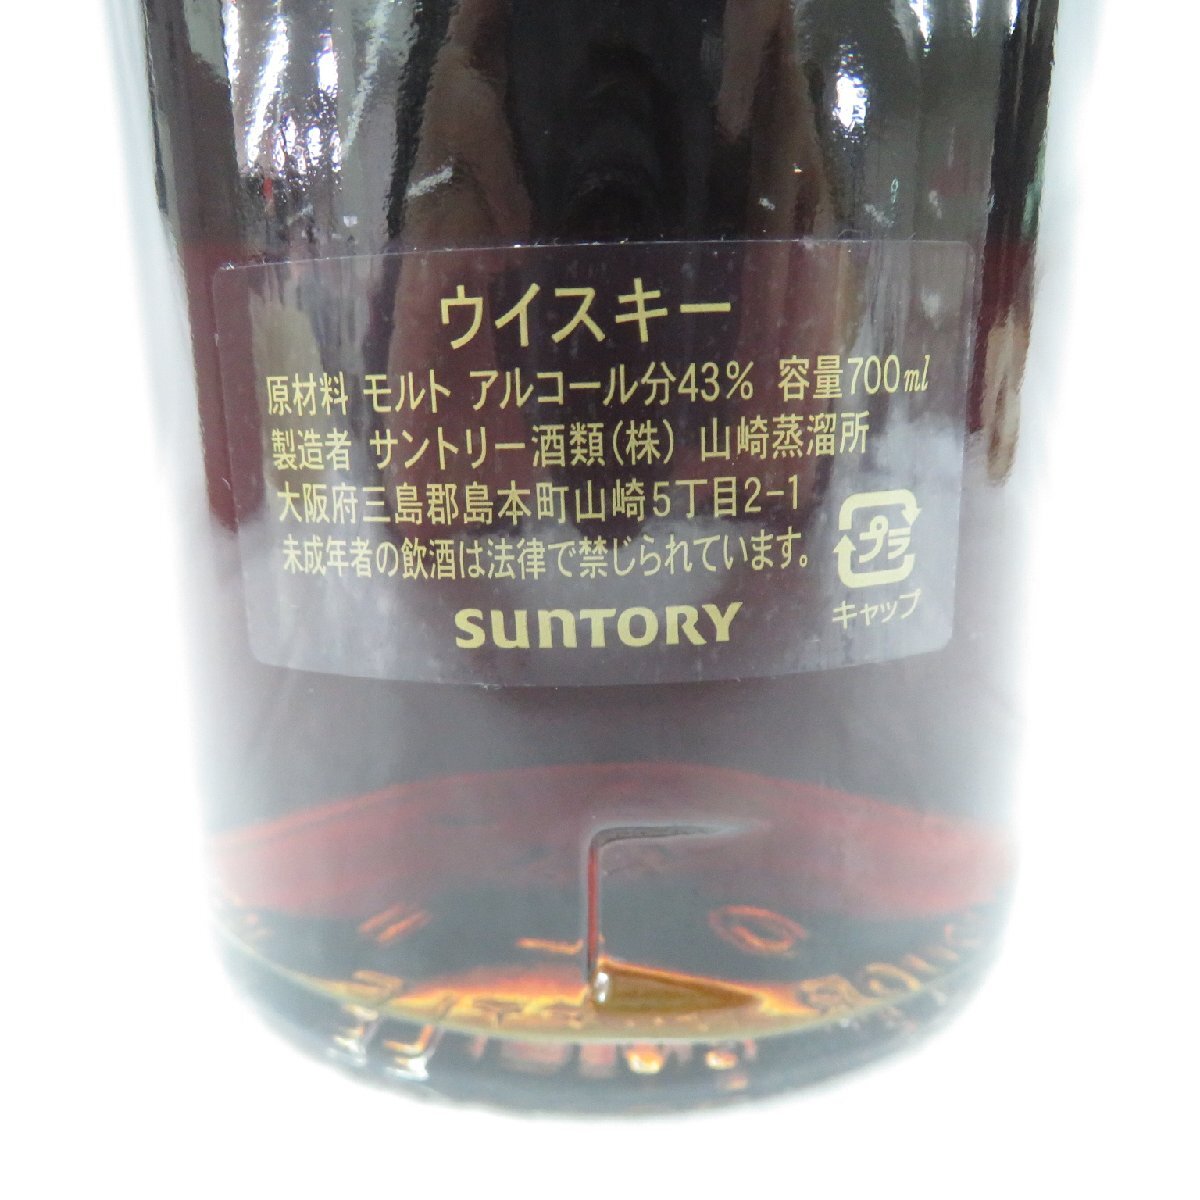 ウイスキー
原材料 モルト アルコール分43% 容量700ml
製造者 サントリー酒類(株) 山崎蒸溜所
大阪府三島郡島本町山崎5丁目2-1
未成年者の飲酒は法律で禁じられています。
プラ
キャップ
SUNTORY